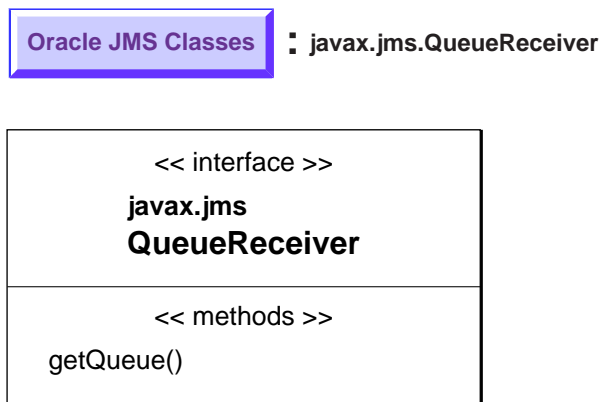 Oracle JMS Classes : javax.jms.QueueReceiver
<< interface >>
javax.jms
QueueReceiver
<< methods >>
getQueue()